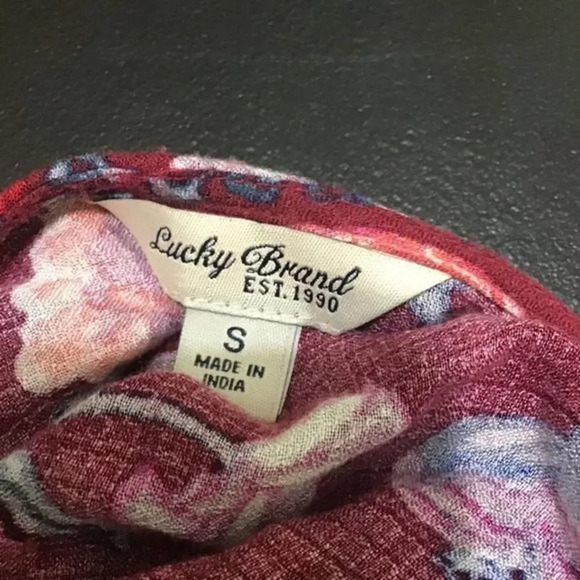 Lucky Brand
EST. 1990
S
MADE IN
INDIA